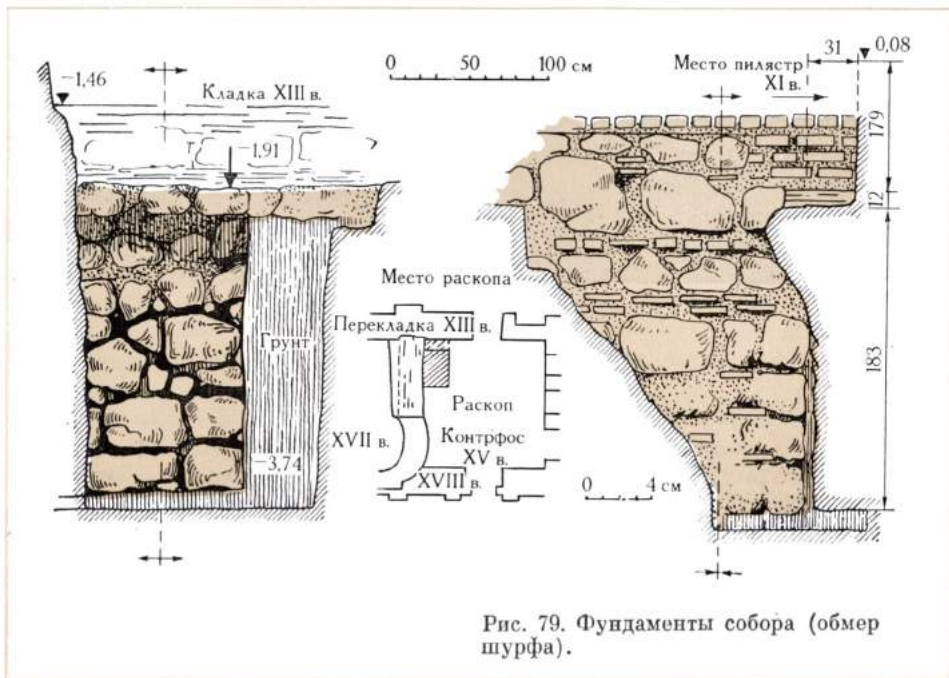 −1,46
Кладка XIII в.
−1,91
Грунт
−3,74
0 50 100 см
Место пилястр
XI в.
31
0,08
179
12
183
Место раскопа
Перекладка XIII в.
Раскоп
XVII в.
Контрфос
XV в.
XVIII в.
0 4 см
Рис. 79. Фундаменты собора (обмер
шурфа).